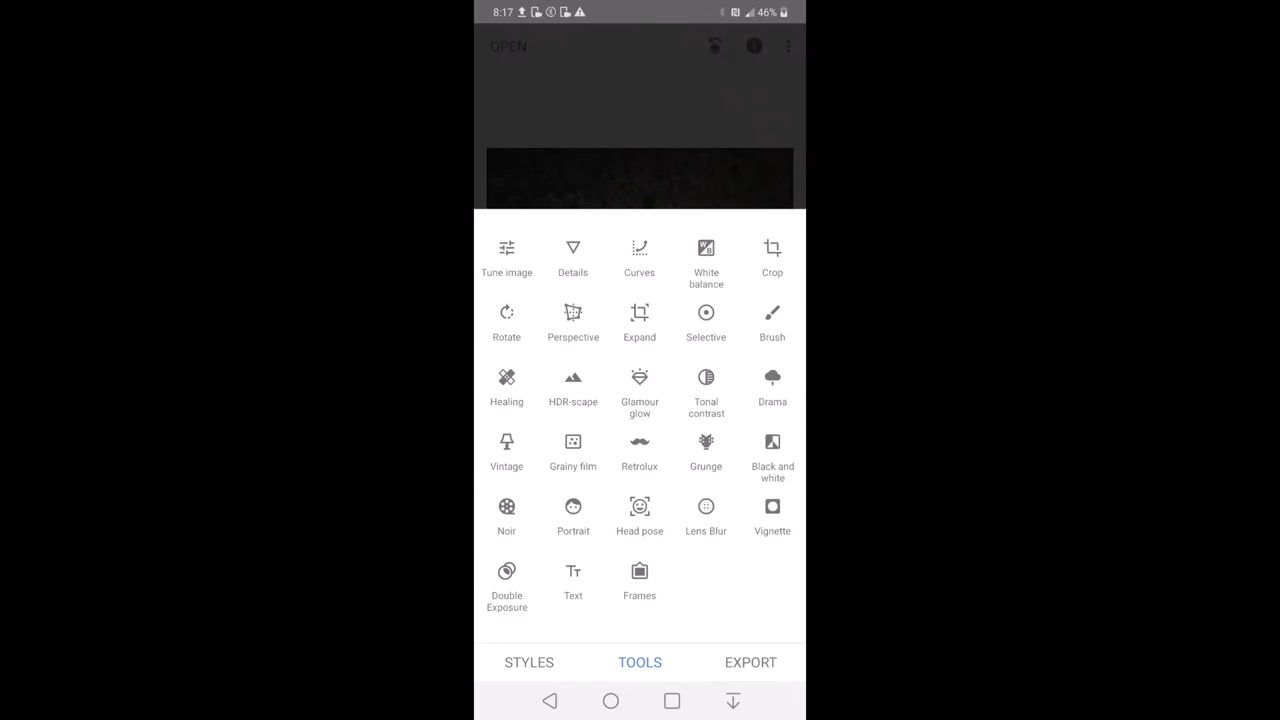 8:17 46%
OPEN
Tune image Details Curves White balance Crop
Rotate Perspective Expand Selective Brush
Healing HDR-scape Glamour glow Tonal contrast Drama
Vintage Grainy film Retrolux Grunge Black and white
Noir Portrait Head pose Lens Blur Vignette
Double Exposure Text Frames
STYLES TOOLS EXPORT